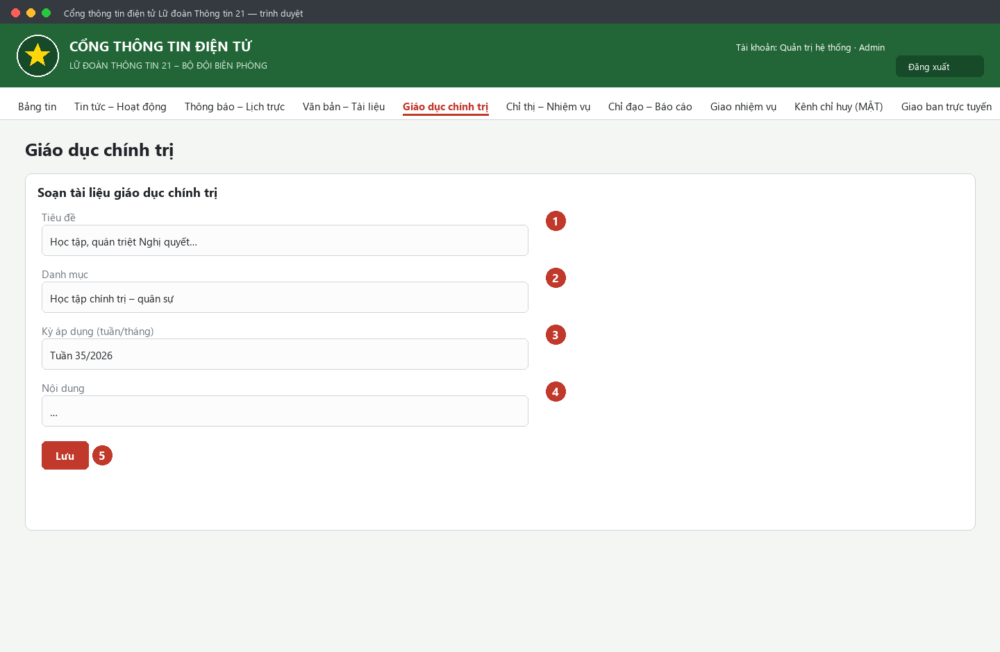 Cổng thông tin điện tử Lữ đoàn Thông tin 21 — trình duyệt
CỔNG THÔNG TIN ĐIỆN TỬ
LỮ ĐOÀN THÔNG TIN 21 – BỘ ĐỘI BIÊN PHÒNG
Tài khoản: Quản trị hệ thống · Admin
Đăng xuất
Bảng tin Tin tức – Hoạt động Thông báo – Lịch trực Văn bản – Tài liệu Giáo dục chính trị Chỉ thị – Nhiệm vụ Chỉ đạo – Báo cáo Giao nhiệm vụ Kênh chỉ huy (MẬT) Giao ban trực tuyến
Giáo dục chính trị
Soạn tài liệu giáo dục chính trị
Tiêu đề
1
Học tập, quán triệt Nghị quyết...
Danh mục
2
Học tập chính trị – quân sự
Kỳ áp dụng (tuần/tháng)
3
Tuần 35/2026
Nội dung
4
...
Lưu 5